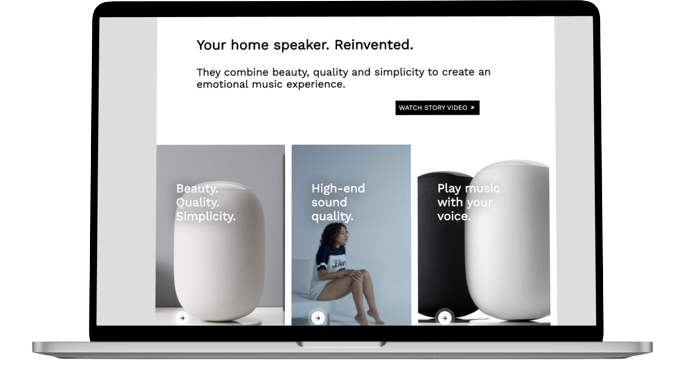 Your home speaker. Reinvented.
They combine beauty, quality and simplicity to create an
emotional music experience.
WATCH STORY VIDEO
Beauty.
Quality.
Simplicity.
High-end
sound
quality.
Play music
with your
voice.